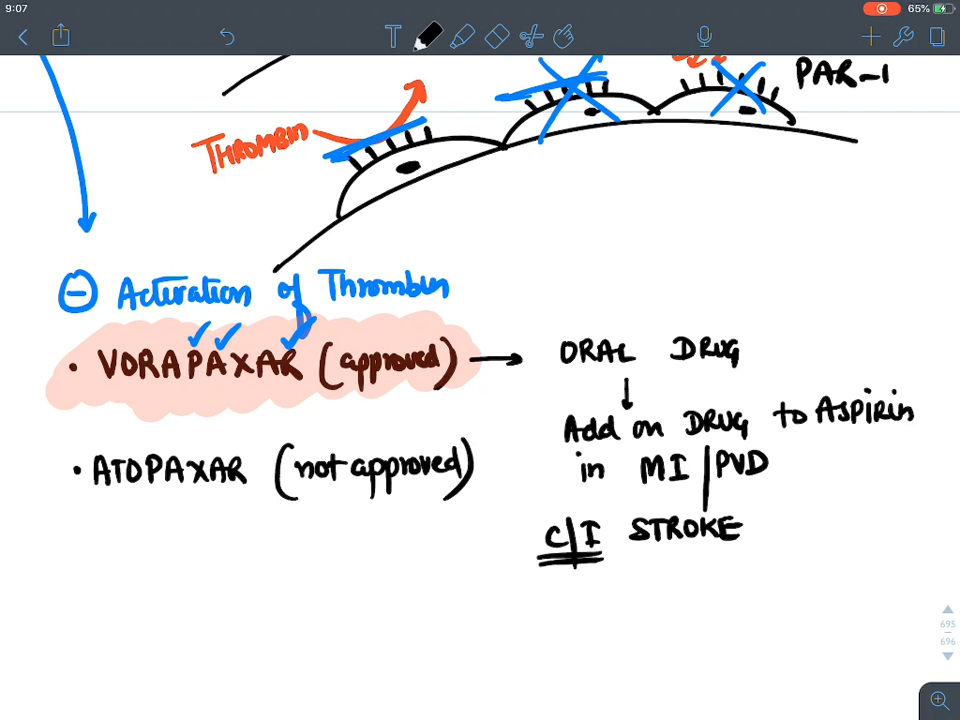 9:07
65%
T
PAR-1
THROMBIN
⊖ Activation of Thrombin
• VORAPAXAR (approved) → ORAL DRUG
Add on DRUG to ASPIRIN
in MI/PVD
• ATOPAXAR (not approved)
C/I STROKE
695
696